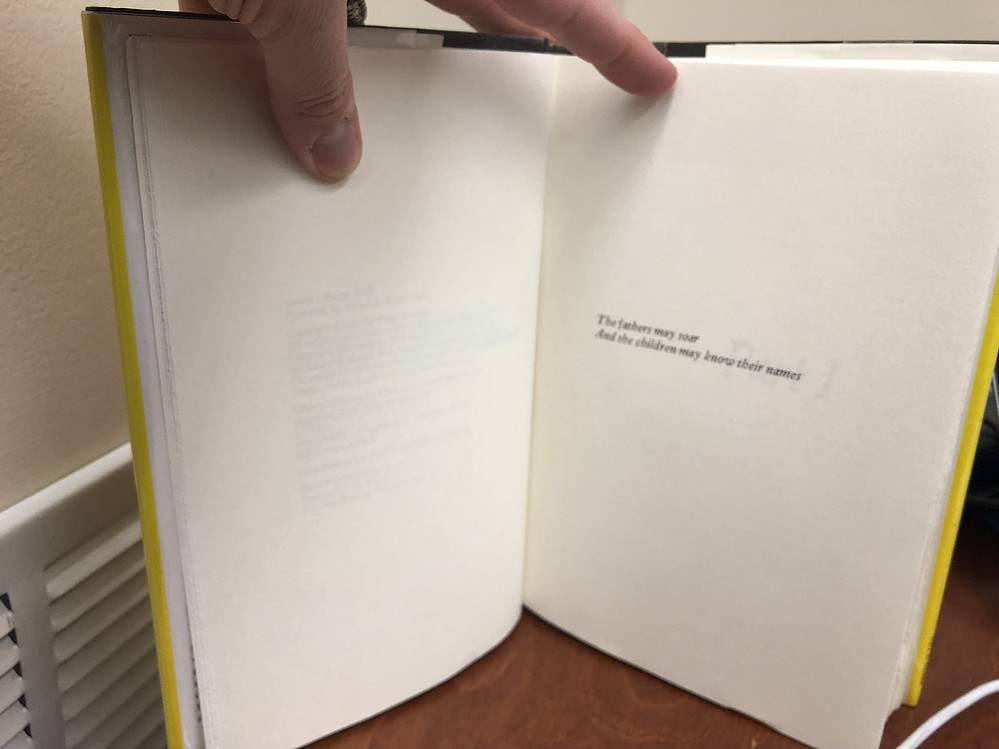 The fathers may soar
And the children may know their names